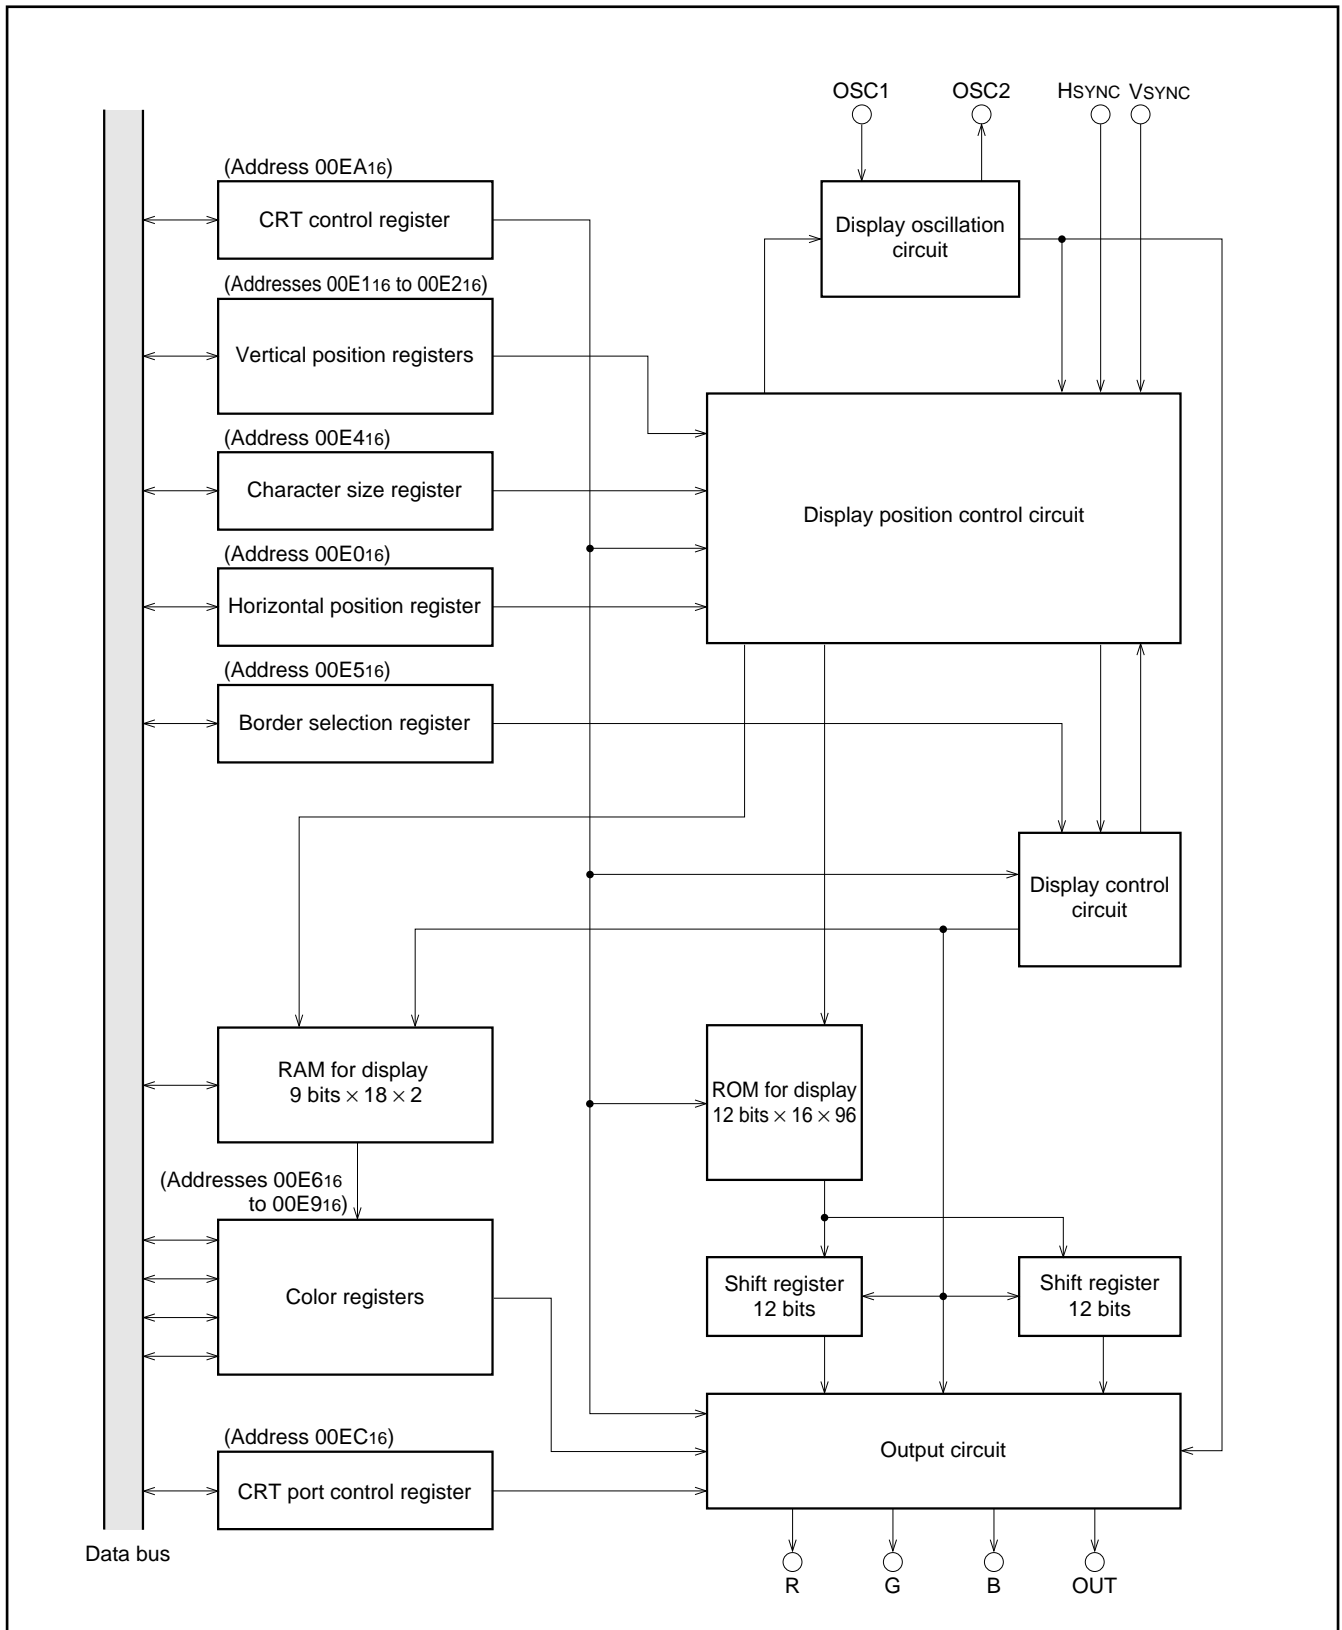 OSC1 OSC2 HSYNC VSYNC
(Address 00EA16)
CRT control register
Display oscillation
circuit
(Addresses 00E116 to 00E216)
Vertical position registers
(Address 00E416)
Character size register
Display position control circuit
(Address 00E016)
Horizontal position register
(Address 00E516)
Border selection register
Display control
circuit
RAM for display
9 bits × 18 × 2
ROM for display
12 bits × 16 × 96
(Addresses 00E616
to 00E916)
Color registers
Shift register
12 bits
Shift register
12 bits
(Address 00EC16)
CRT port control register
Output circuit
Data bus
R G B OUT